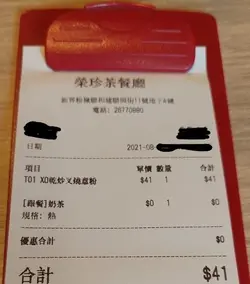 榮珍茶餐廳
電話: 26770880
日期 2021-08
項目 單價 數量 合計
T01 XO乾炒叉燒意粉 $41 1 $41
[跟餐]奶茶 $0 1 $0
規格: 熱
優惠合計 $0
合計 $41